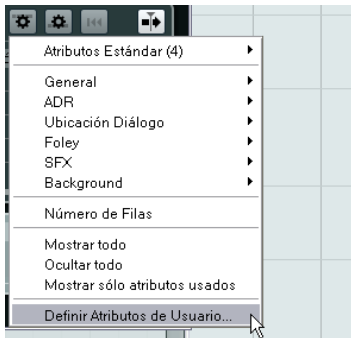 Atributos Estándar (4)
General
ADR
Ubicación Diálogo
Foley
SFX
Background
Número de Filas
Mostrar todo
Ocultar todo
Mostrar sólo atributos usados
Definir Atributos de Usuario...